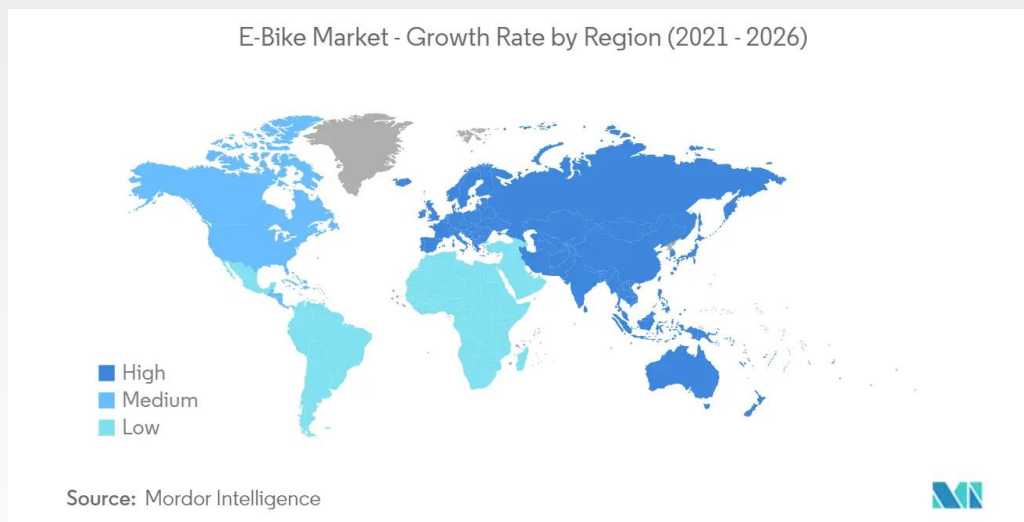 E-Bike Market - Growth Rate by Region (2021 - 2026)
High
Medium
Low
Source: Mordor Intelligence